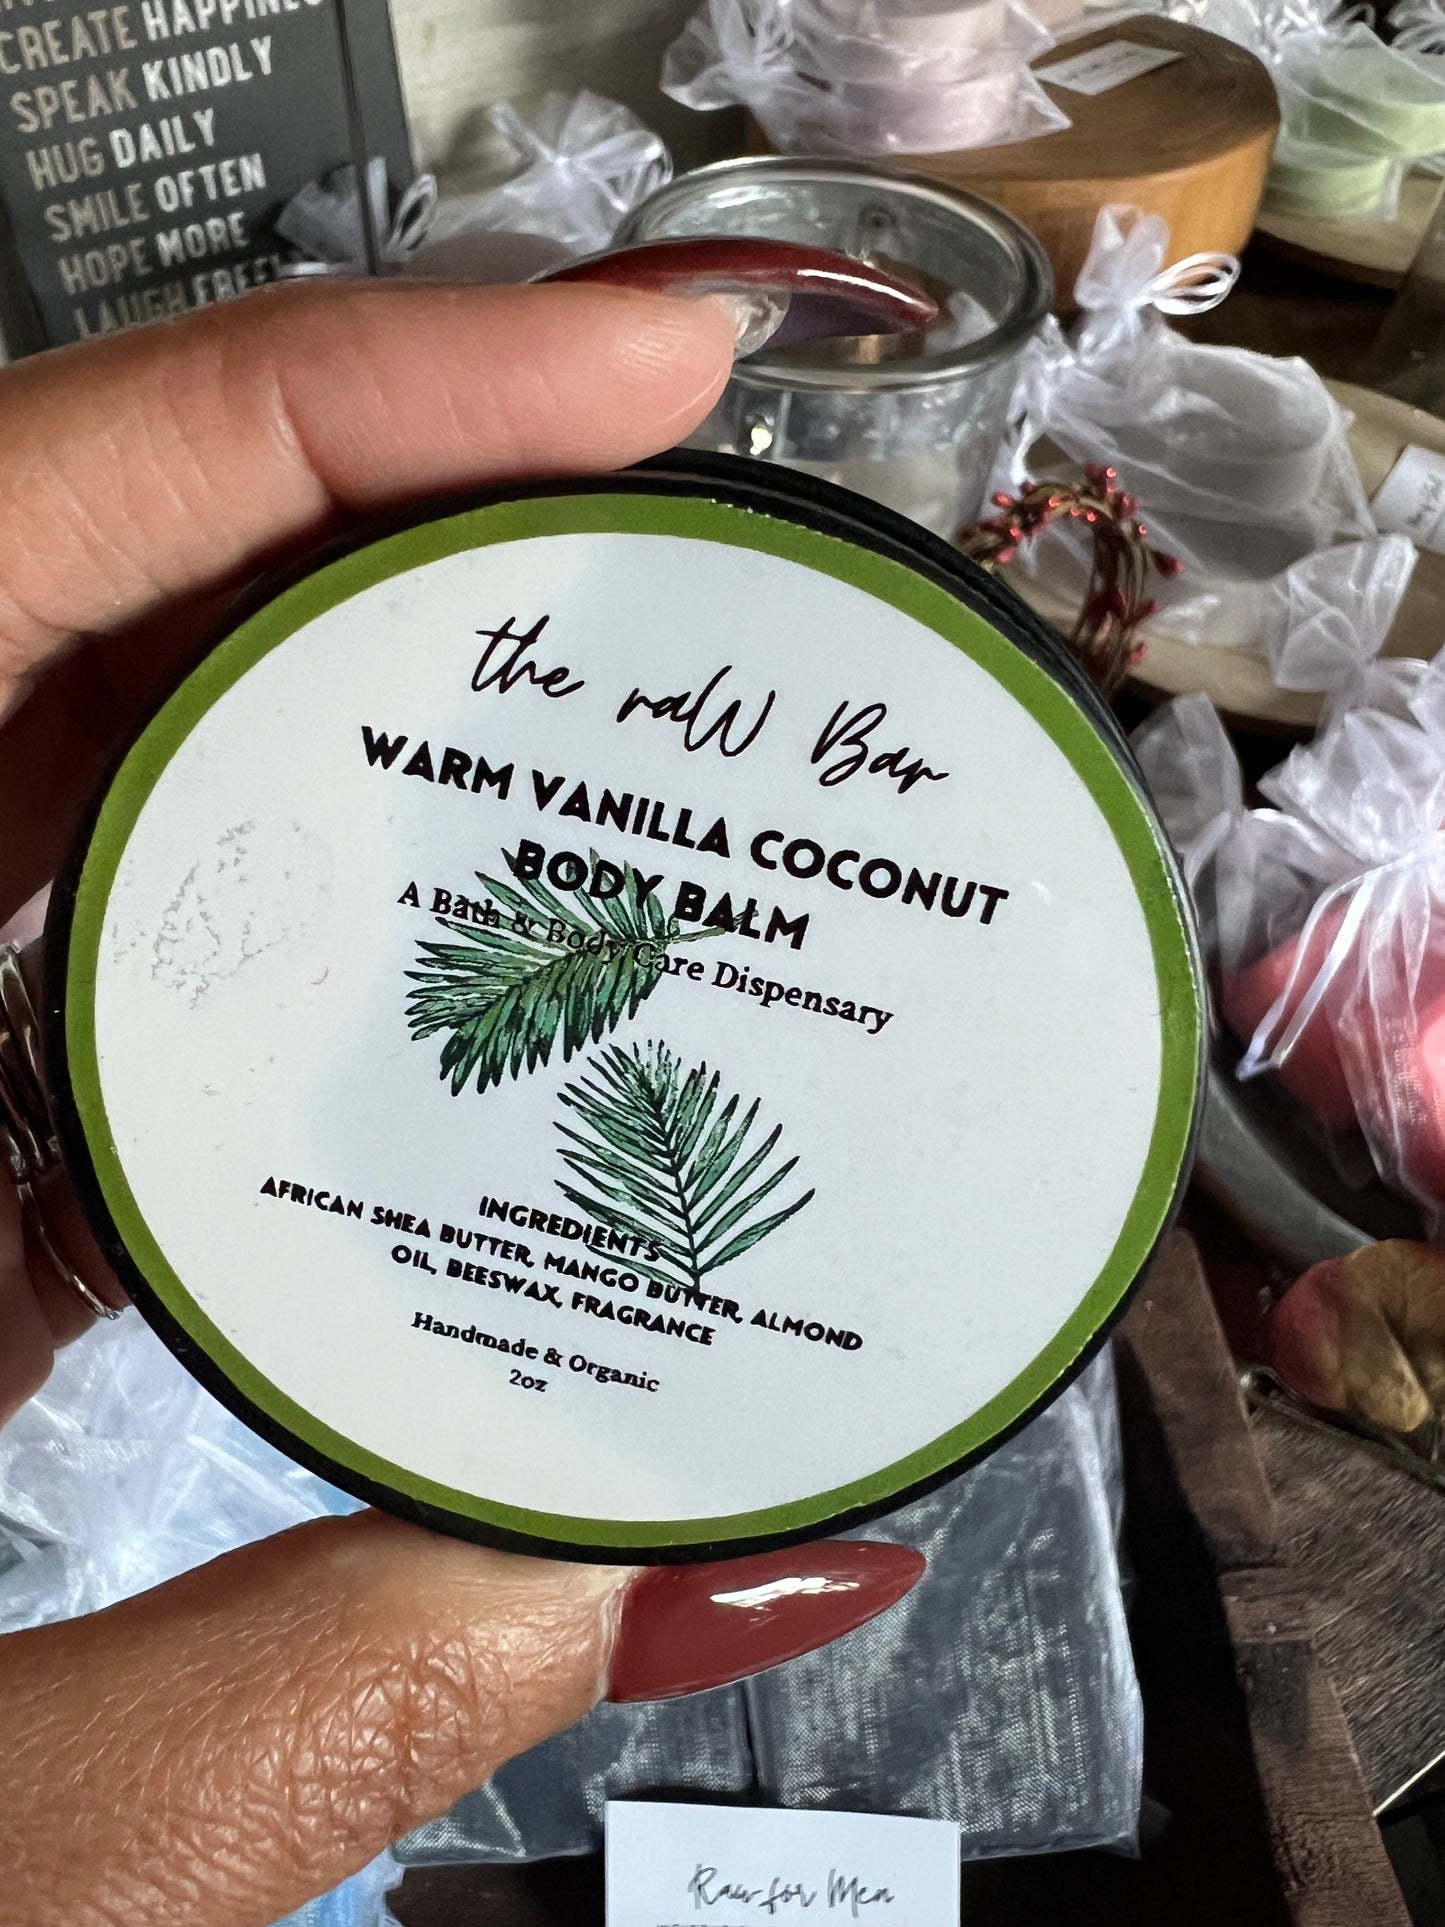 CREATE HAPPINESS
SPEAK KINDLY
HUG DAILY
SMILE OFTEN
HOPE MORE
LAUGH FREELY
the raW Bar
WARM VANILLA COCONUT
BODY BALM
A Bath & Body Care Dispensary
INGREDIENTS
AFRICAN SHEA BUTTER, MANGO BUTTER, ALMOND
OIL, BEESWAX, FRAGRANCE
Handmade & Organic
2oz
Raw for Men